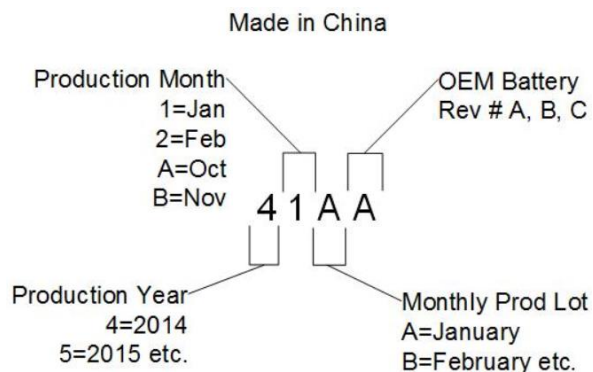 Made in China
Production Month
1=Jan
2=Feb
A=Oct
B=Nov
OEM Battery
Rev # A, B, C
41AA
Production Year
4=2014
5=2015 etc.
Monthly Prod Lot
A=January
B=February etc.